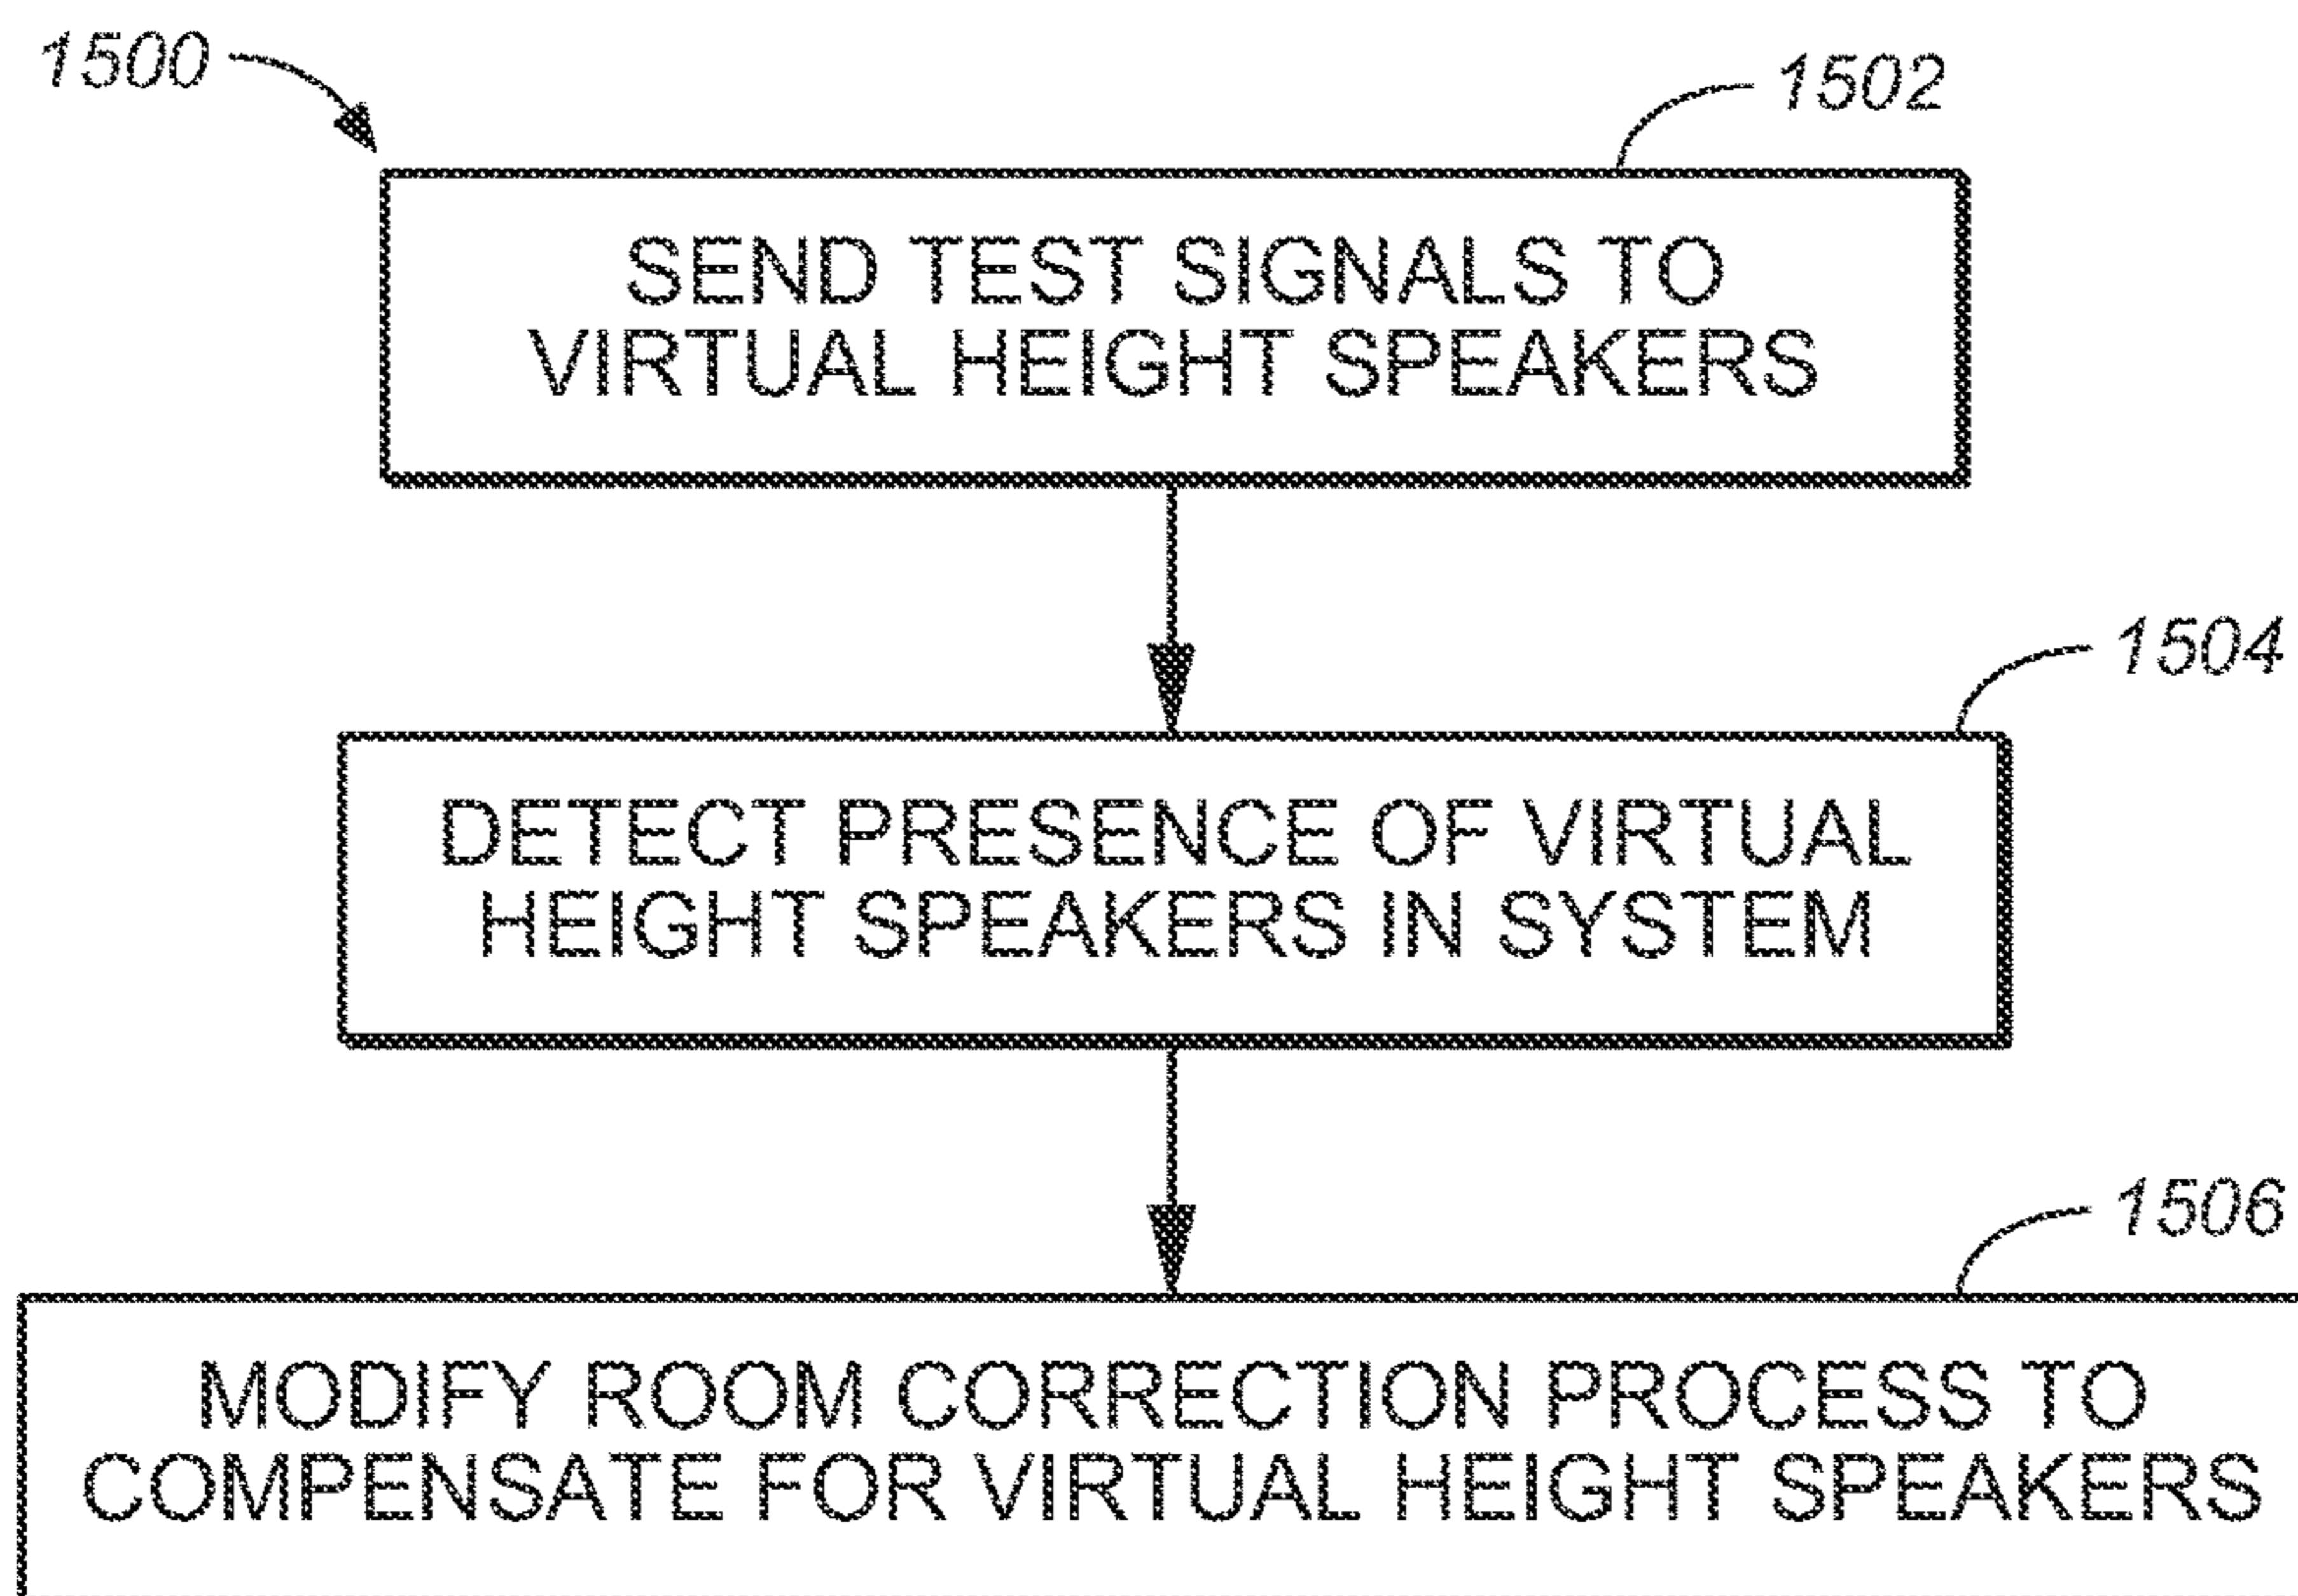 1500
1502
SEND TEST SIGNALS TO
VIRTUAL HEIGHT SPEAKERS
1504
DETECT PRESENCE OF VIRTUAL
HEIGHT SPEAKERS IN SYSTEM
1506
MODIFY ROOM CORRECTION PROCESS TO
COMPENSATE FOR VIRTUAL HEIGHT SPEAKERS